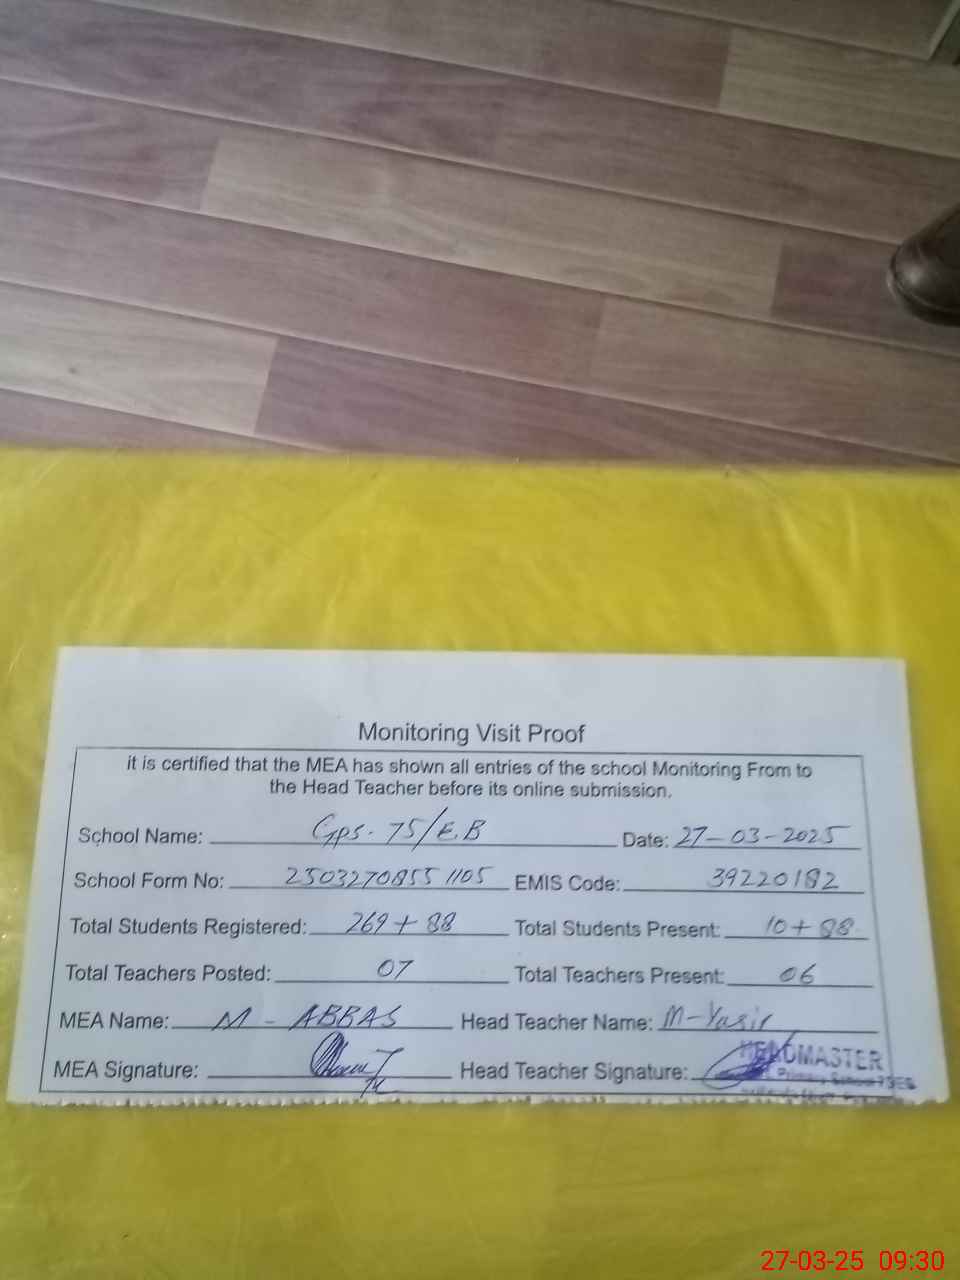 Monitoring Visit Proof
it is certified that the MEA has shown all entries of the school Monitoring From to
the Head Teacher before its online submission.
School Name: Gps. 75/E.B Date: 27-03-2025
School Form No: 25032708551105 EMIS Code: 39220182
Total Students Registered: 269 + 88 Total Students Present: 10 + 88
Total Teachers Posted: 07 Total Teachers Present: 06
MEA Name: M - ABBAS Head Teacher Name: M-Yasir
MEA Signature: Head Teacher Signature:
HEADMASTER
Primary School 75EB
27-03-25 09:30